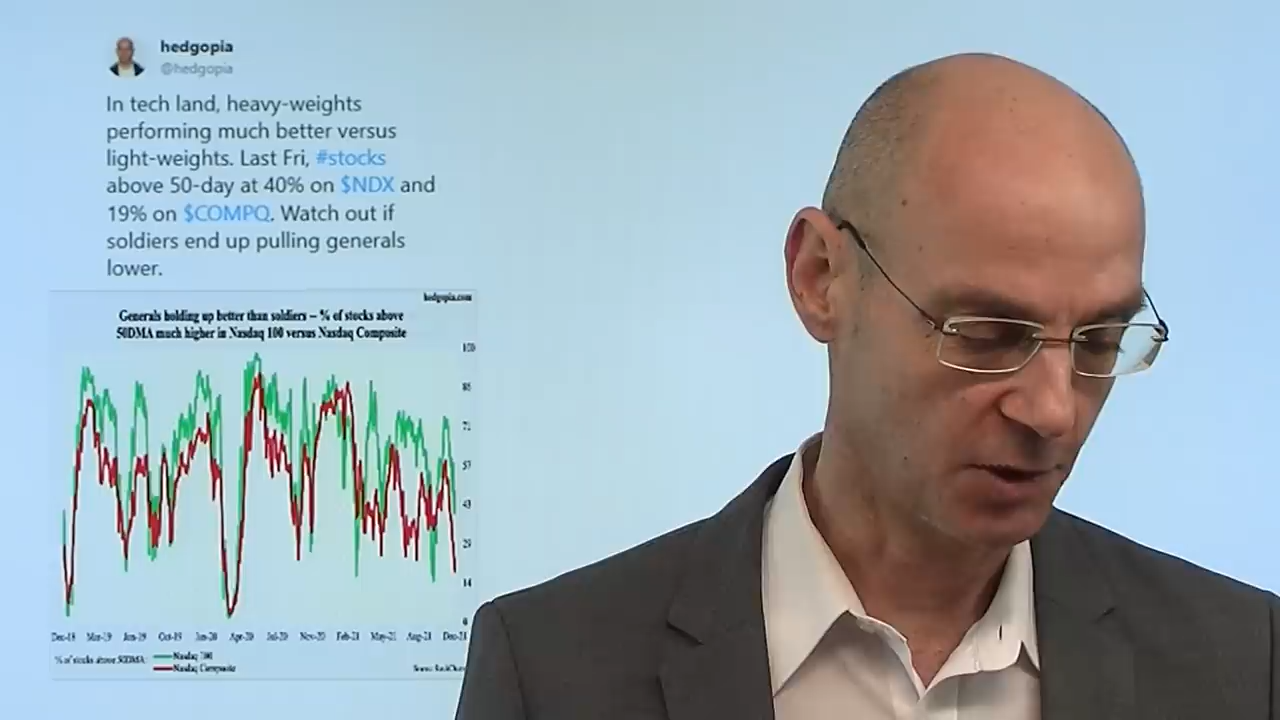 hedgopia
@hedgopia
In tech land, heavy-weights
performing much better versus
light-weights. Last Fri, #stocks
above 50-day at 40% on $NDX and
19% on $COMPQ. Watch out if
soldiers end up pulling generals
lower.
hedgopia.com
Generals holding up better than soldiers – % of stocks above
50DMA much higher in Nasdaq 100 versus Nasdaq Composite
100
86
71
57
43
29
14
0
Dec-18 Mar-19 Jun-19 Oct-19 Jan-20 Apr-20 Jul-20 Nov-20 Feb-21 May-21 Aug-21 Dec-21
% of stocks above 50DMA: Nasdaq 100
Nasdaq Composite